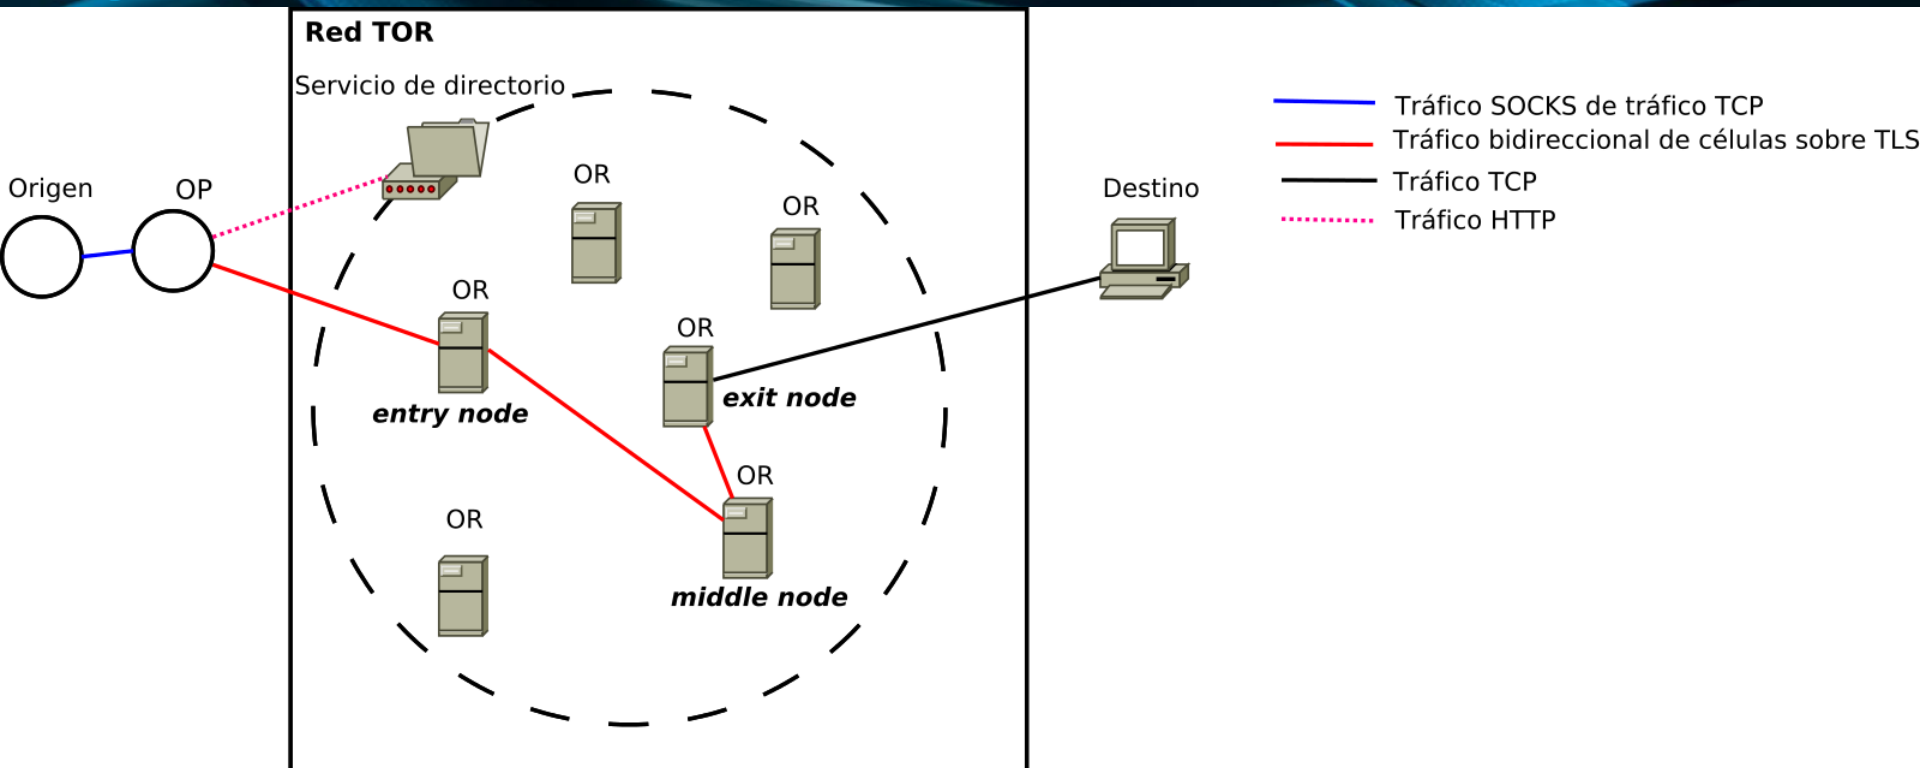 Red TOR
Servicio de directorio
Origen
OP
OR
OR
Destino
OR
entry node
OR
exit node
OR
middle node
OR
Tráfico SOCKS de tráfico TCP
Tráfico bidireccional de células sobre TLS
Tráfico TCP
Tráfico HTTP